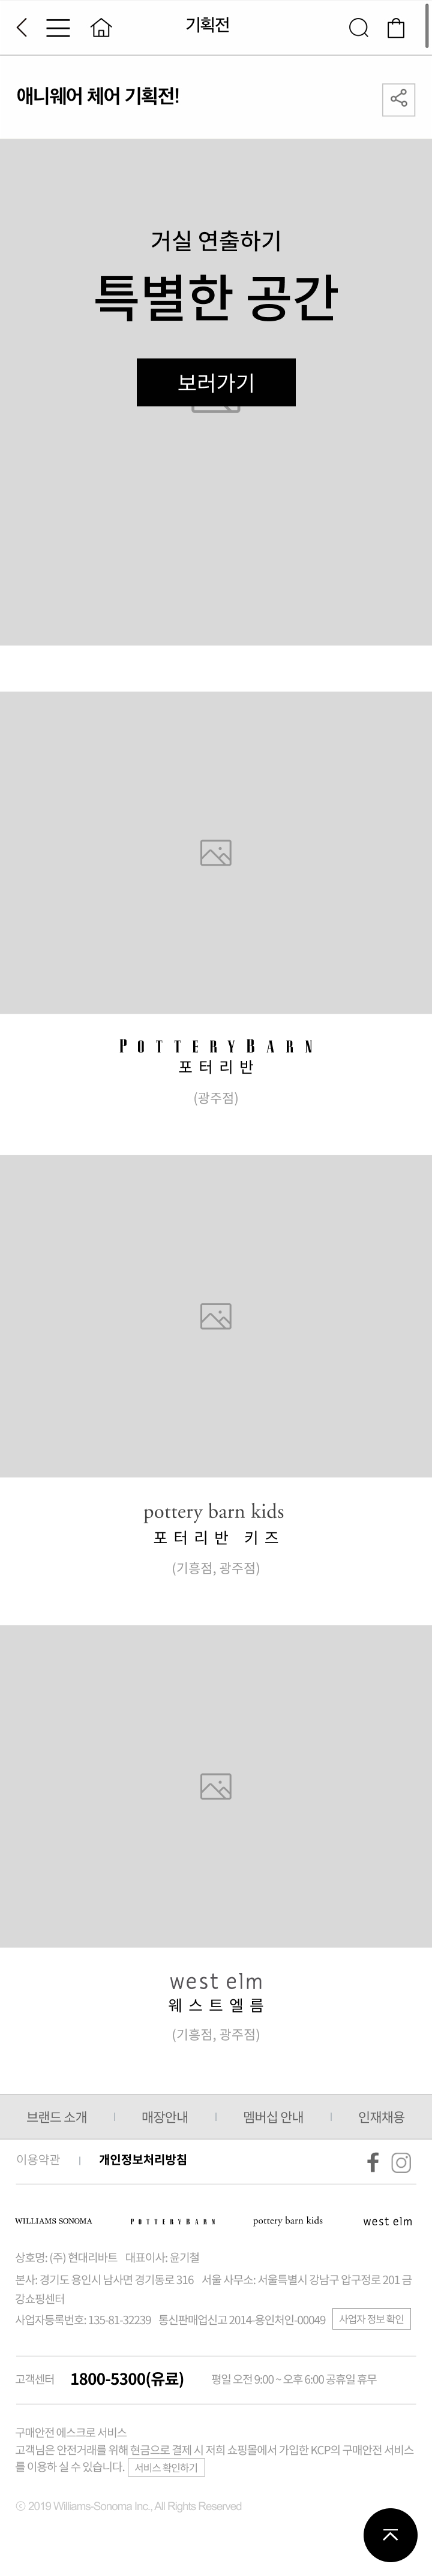 기획전
애니웨어 체어 기획전!
거실 연출하기
특별한 공간
보러가기
POTTERY BARN
포터리반
(광주점)
pottery barn kids
포터리반 키즈
(기흥점, 광주점)
west elm
웨스트엘름
(기흥점, 광주점)
브랜드 소개 | 매장안내 | 멤버십 안내 | 인재채용
이용약관 | 개인정보처리방침
WILLIAMS SONOMA POTTERY BARN pottery barn kids west elm
상호명: (주) 현대리바트 대표이사: 윤기철
본사: 경기도 용인시 남사면 경기동로 316 서울 사무소: 서울특별시 강남구 압구정로 201 금
강쇼핑센터
사업자등록번호: 135-81-32239 통신판매업신고 2014-용인처인-00049 사업자 정보 확인
고객센터 1800-5300(유료) 평일 오전 9:00 ~ 오후 6:00 공휴일 휴무
구매안전 에스크로 서비스
고객님은 안전거래를 위해 현금으로 결제 시 저희 쇼핑몰에서 가입한 KCP의 구매안전 서비스
를 이용하 실 수 있습니다. 서비스 확인하기
ⓒ 2019 Williams-Sonoma Inc., All Rights Reserved